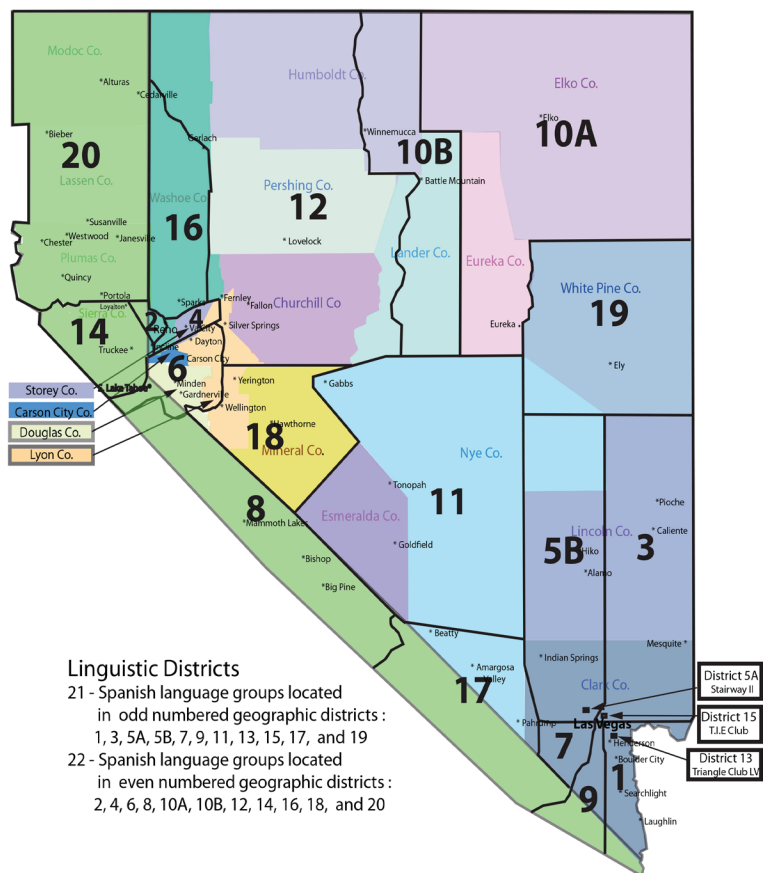 Modoc Co.
*Alturas
*Cedarville
Humboldt Co.
Elko Co.
*Elko
10A
*Bieber
20
Gerlach
*Winnemucca
10B
Lassen Co.
Washoe Co
Pershing Co.
12
*Battle Mountain
*Susanville
*Westwood
*Janesville
*Chester
16
*Lovelock
Plumas Co.
Lander Co.
Eureka Co.
*Quincy
White Pine Co.
19
*Portola
Loyalton*
*Sparks
*Fernley
*Fallon
Churchill Co
Sierra Co.
14
2
4
Reno
*Silver Springs
Eureka .
Truckee *
*Dayton
Carson City
6
*Ely
S. Lake Tahoe*
*Minden
*Gardnerville
*Yerington
*Gabbs
Storey Co.
Carson City Co.
Douglas Co.
Lyon Co.
*Wellington
*Hawthorne
18
Mineral Co.
Nye Co.
*Tonopah
11
8
*Mammoth Lakes
Esmeralda Co.
*Goldfield
*Pioche
Lincoln Co.
*Caliente
5B
*Hiko
3
*Alamo
*Bishop
*Big Pine
*Beatty
Mesquite *
*Indian Springs
*Amargosa
Valley
17
Clark Co.
District 5A
Stairway II
*Pahrump
Las Vegas
District 15
T.I.E Club
7
*Henderson
*Boulder City
District 13
Triangle Club LV
1
9
*Searchlight
*Laughlin
Linguistic Districts
21 - Spanish language groups located
in odd numbered geographic districts :
1, 3, 5A, 5B, 7, 9, 11, 13, 15, 17, and 19
22 - Spanish language groups located
in even numbered geographic districts :
2, 4, 6, 8, 10A, 10B, 12, 14, 16, 18, and 20